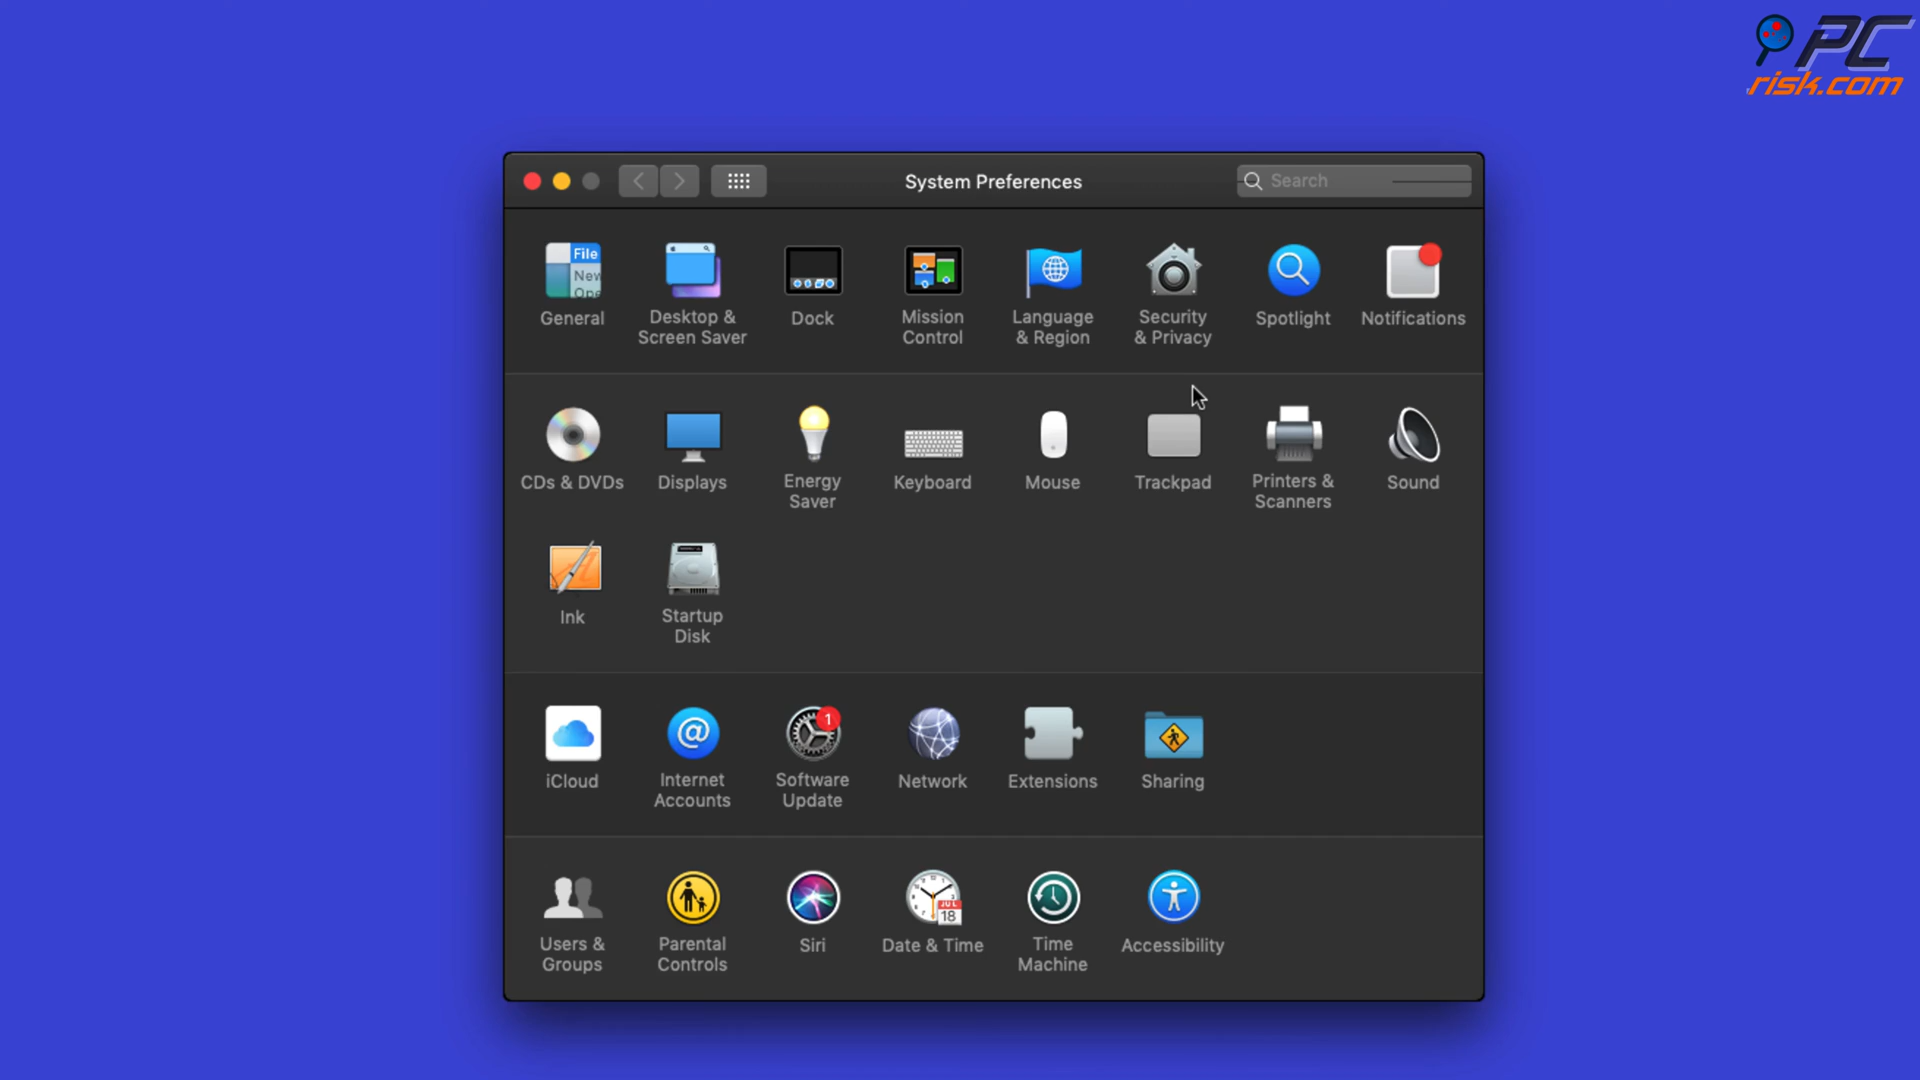 PC
risk.com
System Preferences
Search
File
New
Ope
General
Desktop &
Screen Saver
Dock
Mission
Control
Language
& Region
Security
& Privacy
Spotlight
Notifications
CDs & DVDs
Displays
Energy
Saver
Keyboard
Mouse
Trackpad
Printers &
Scanners
Sound
Ink
Startup
Disk
1
iCloud
Internet
Accounts
Software
Update
Network
Extensions
Sharing
JUL
18
Users &
Groups
Parental
Controls
Siri
Date & Time
Time
Machine
Accessibility